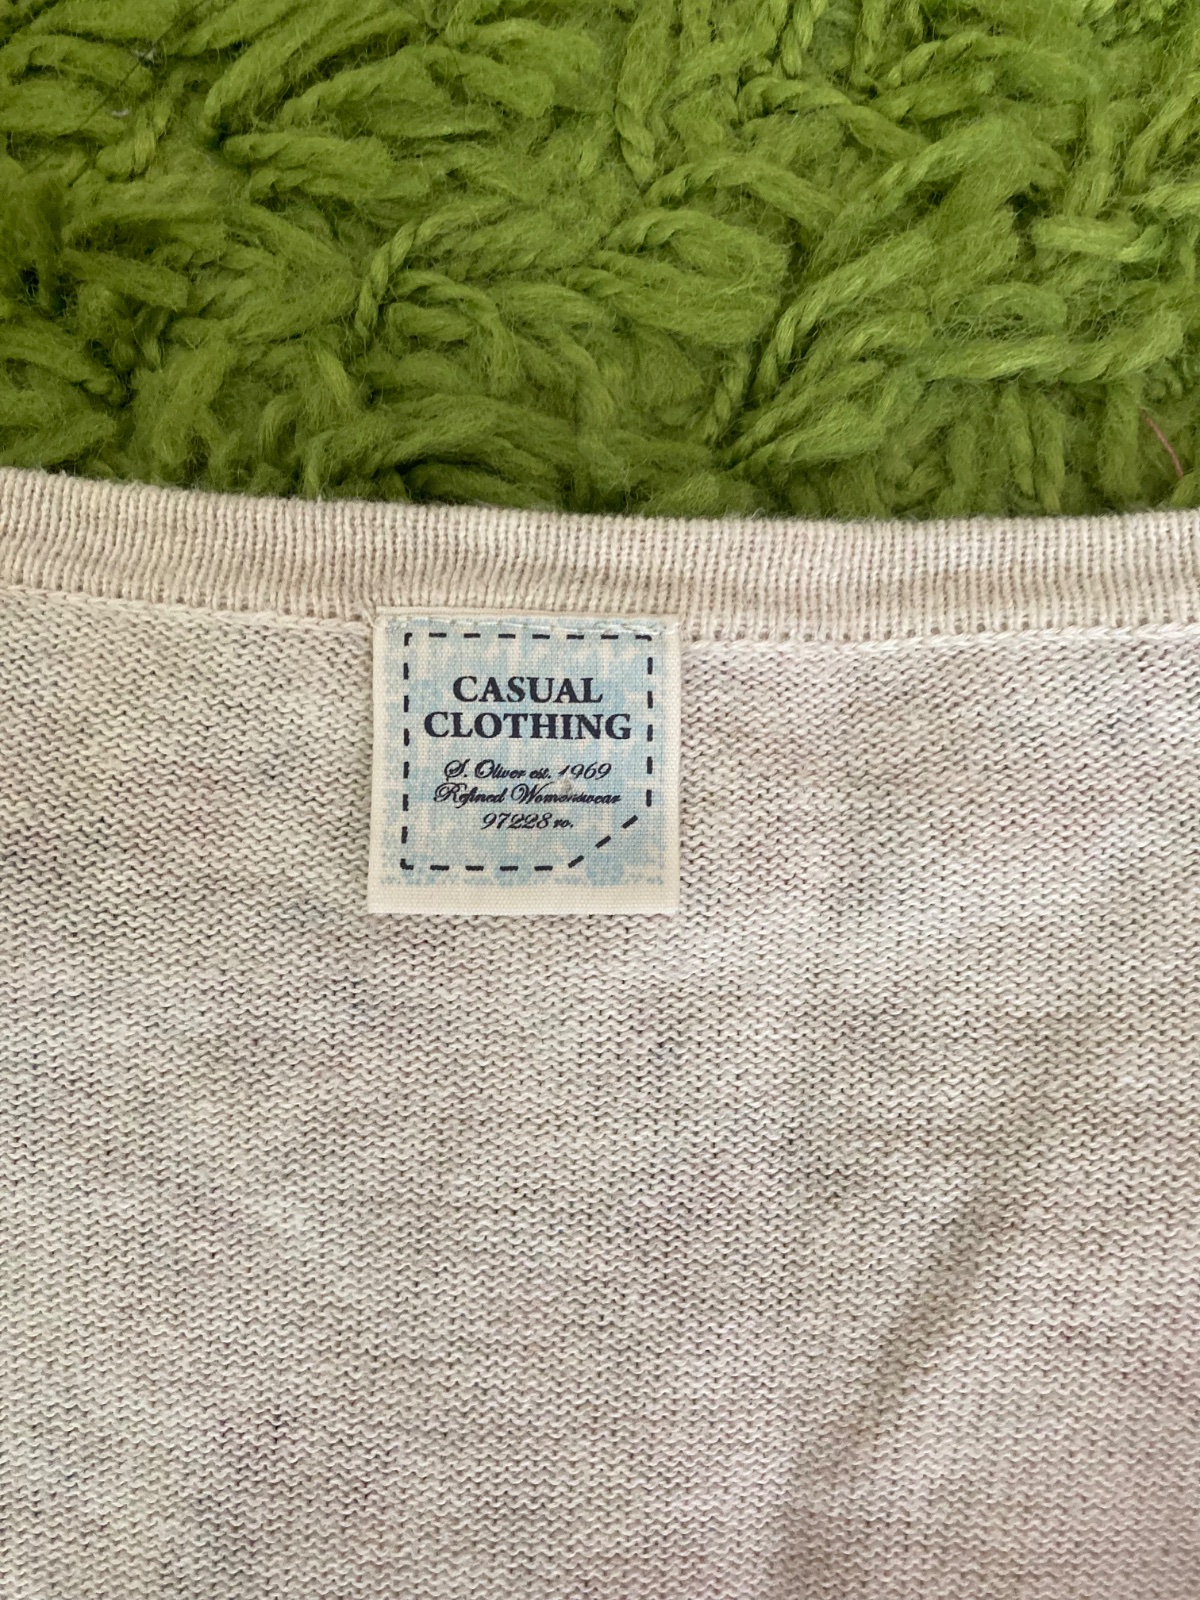 CASUAL
CLOTHING
S. Oliver est. 1969
Refined Womenswear
97228 ro.